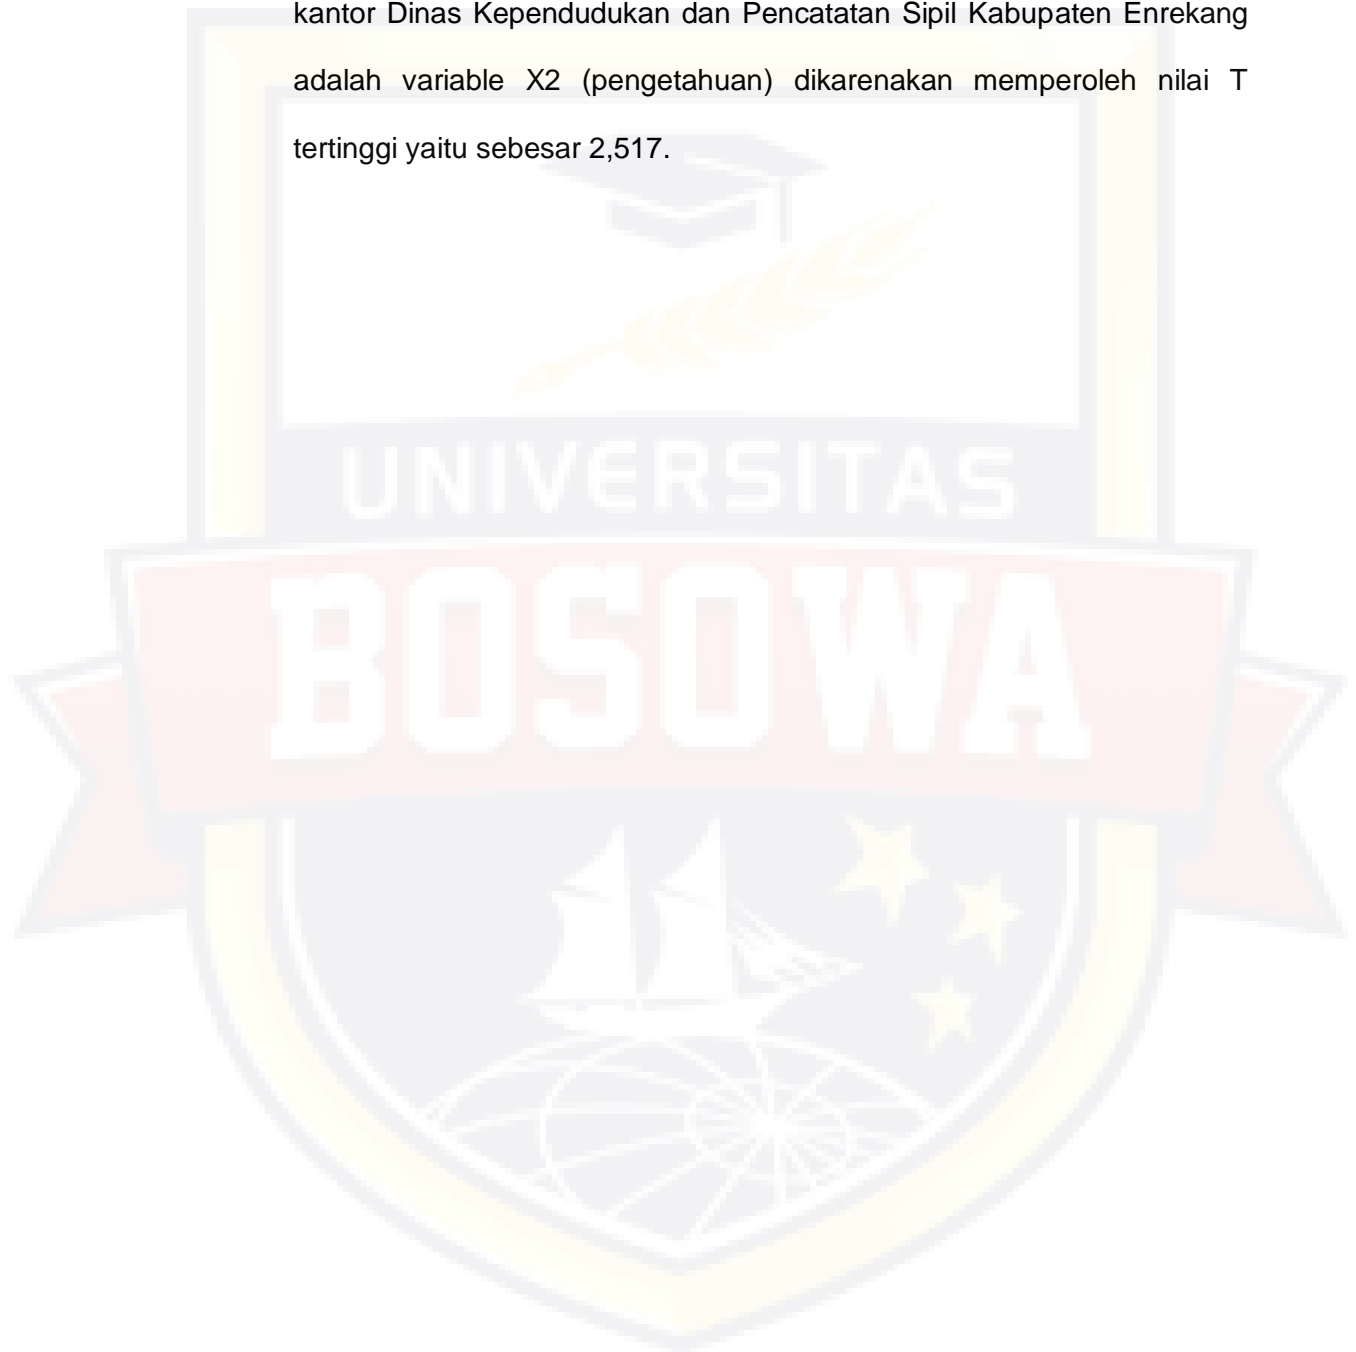 kantor Dinas Kependudukan dan Pencatatan Sipil Kabupaten Enrekang
adalah variable X2 (pengetahuan) dikarenakan memperoleh nilai T
tertinggi yaitu sebesar 2,517.
UNIVERSITAS
BOSOWA